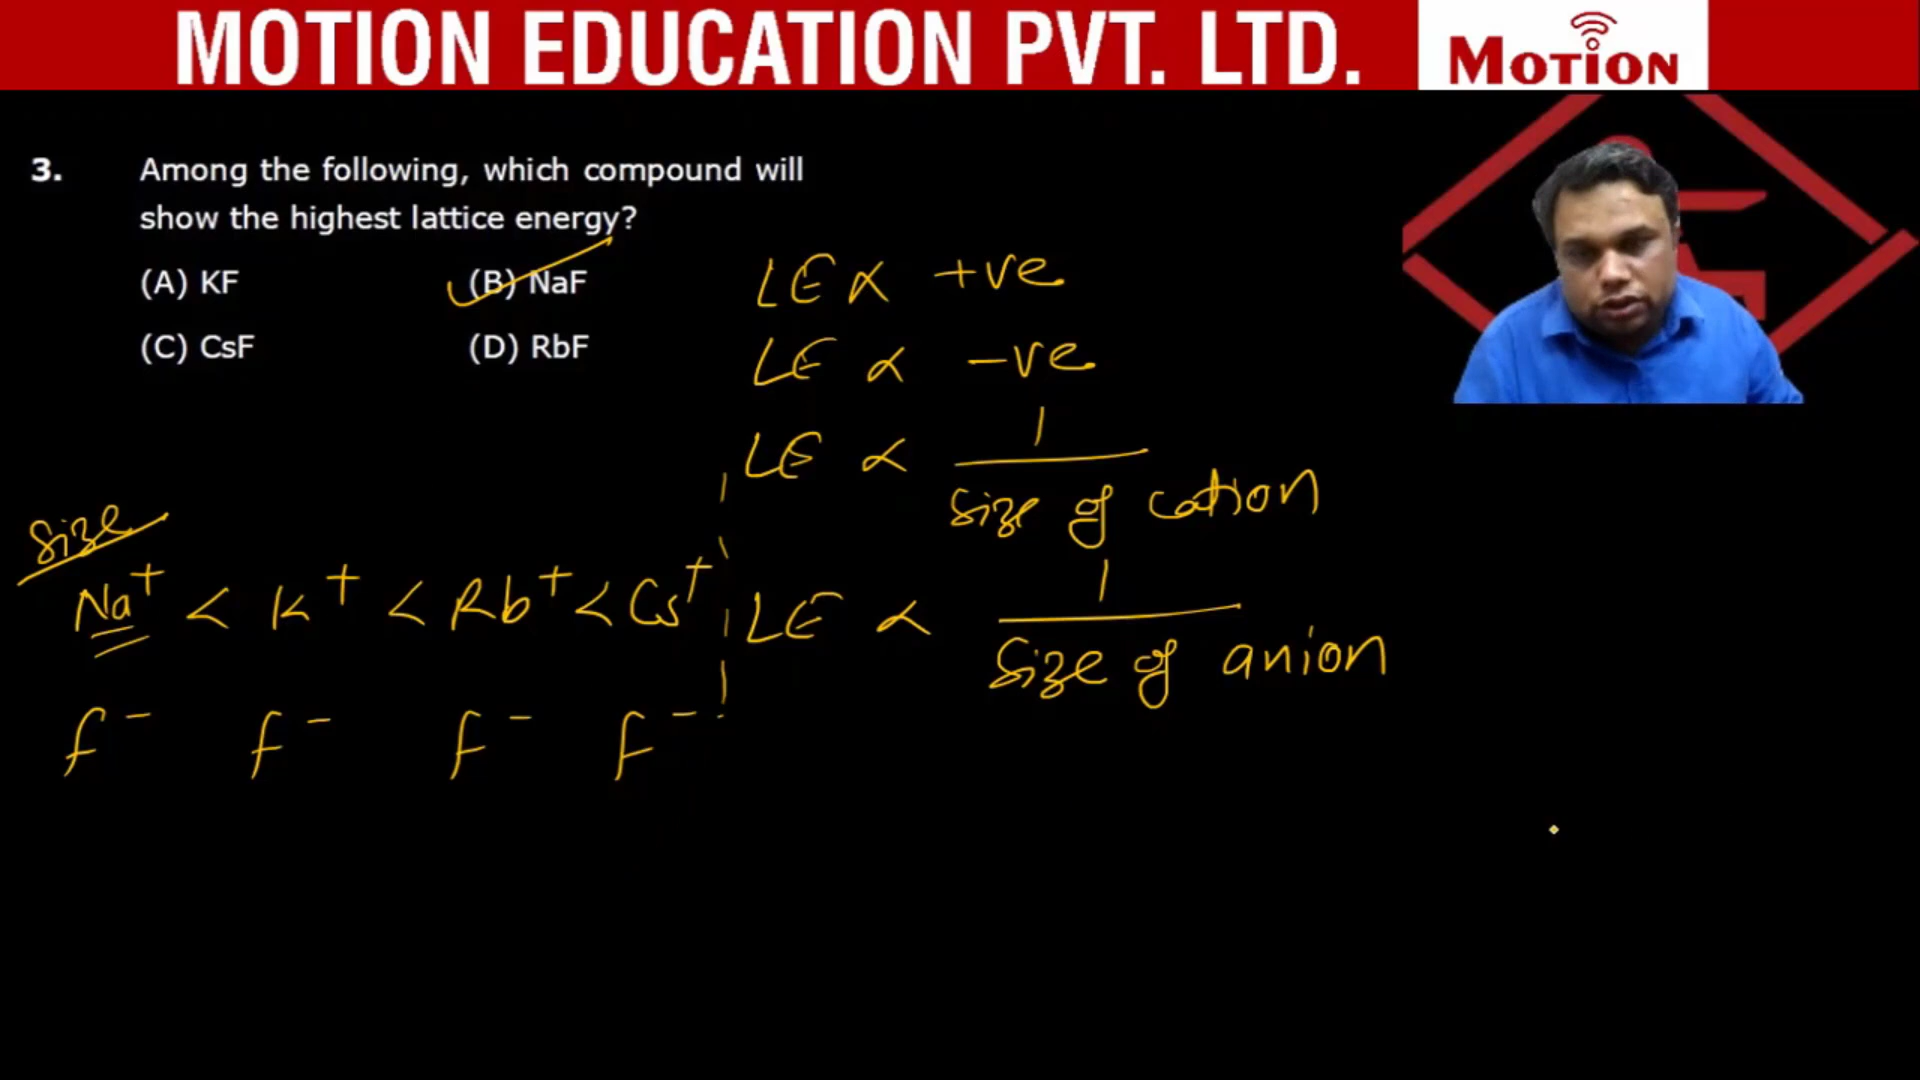 MOTION EDUCATION PVT. LTD.
MOTION
3. Among the following, which compound will
show the highest lattice energy?
(A) KF (B) NaF
(C) CsF (D) RbF
LE α +ve
LE α -ve
LE α 1 / size of cation
LE α 1 / size of anion
Size
Na+ < K+ < Rb+ < Cs+
F- F- F- F-